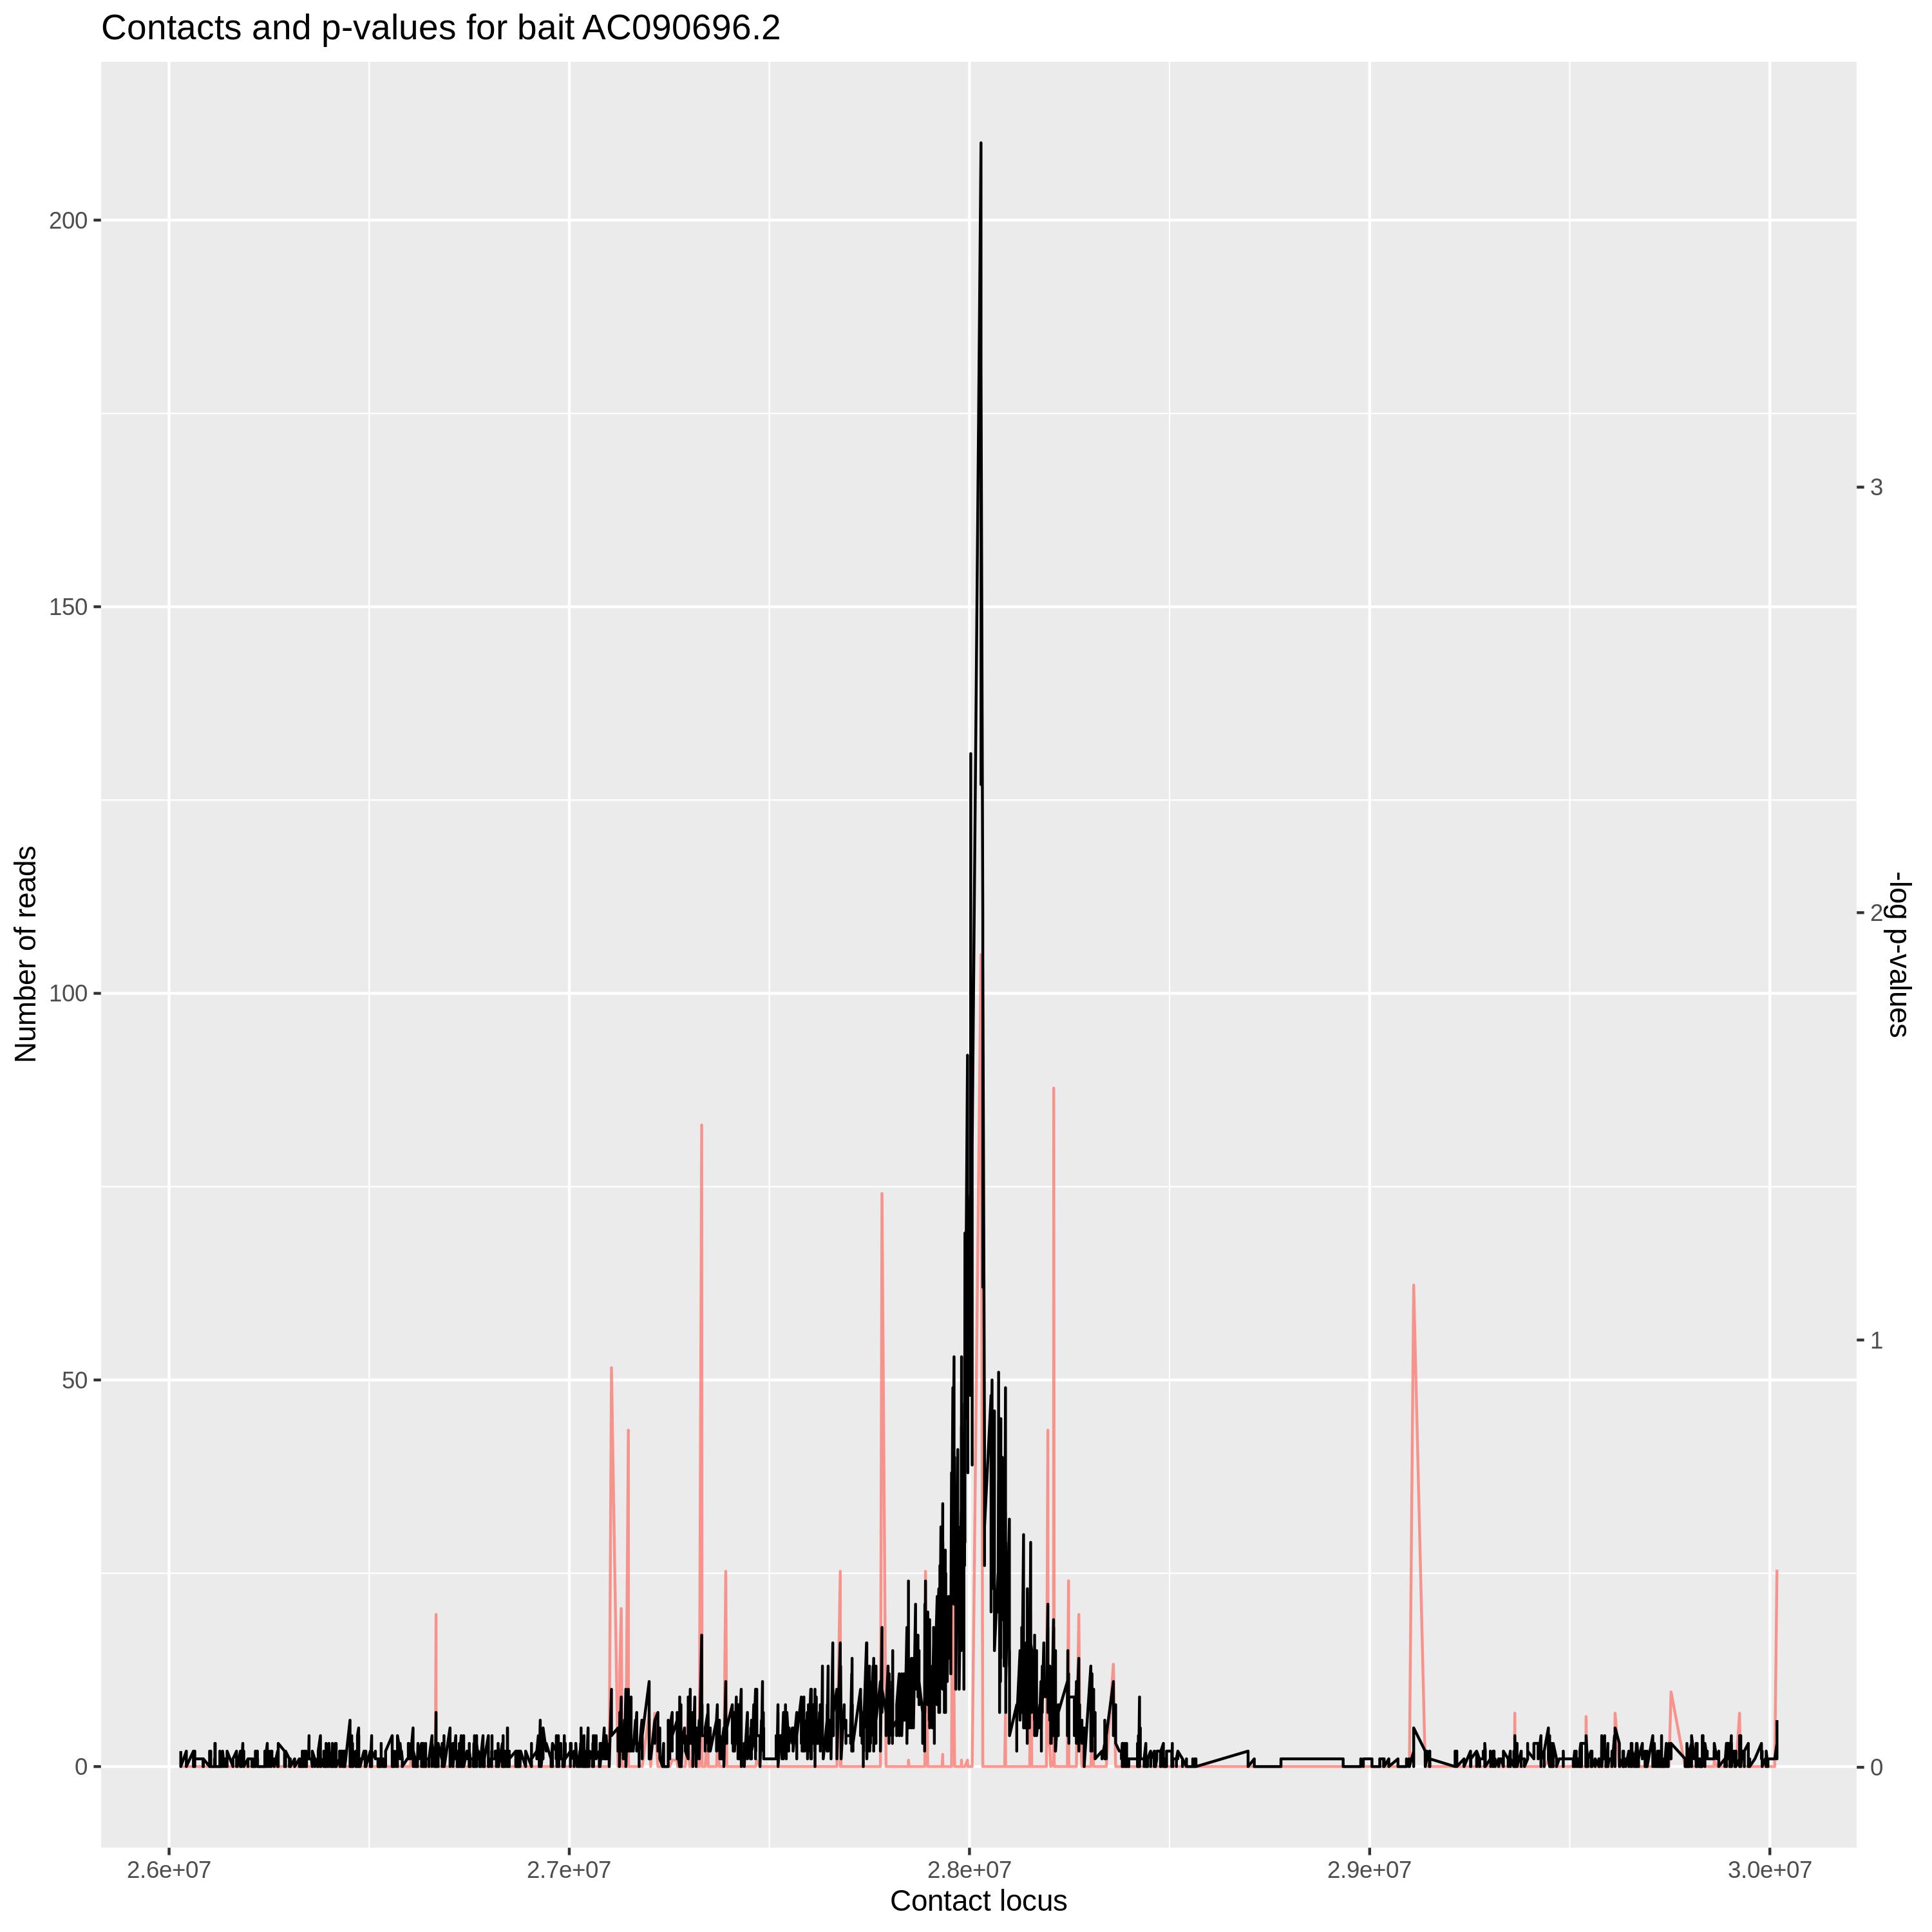 Contacts and p-values for bait AC090696.2
200
150
100
50
0
Number of reads
3
2
1
0
-log p-values
2.6e+07
2.7e+07
2.8e+07
2.9e+07
3.0e+07
Contact locus